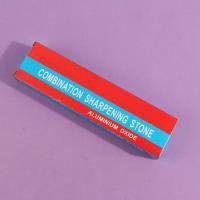 COMBINATION SHARPENING STONE
ALUMINIUM OXIDE